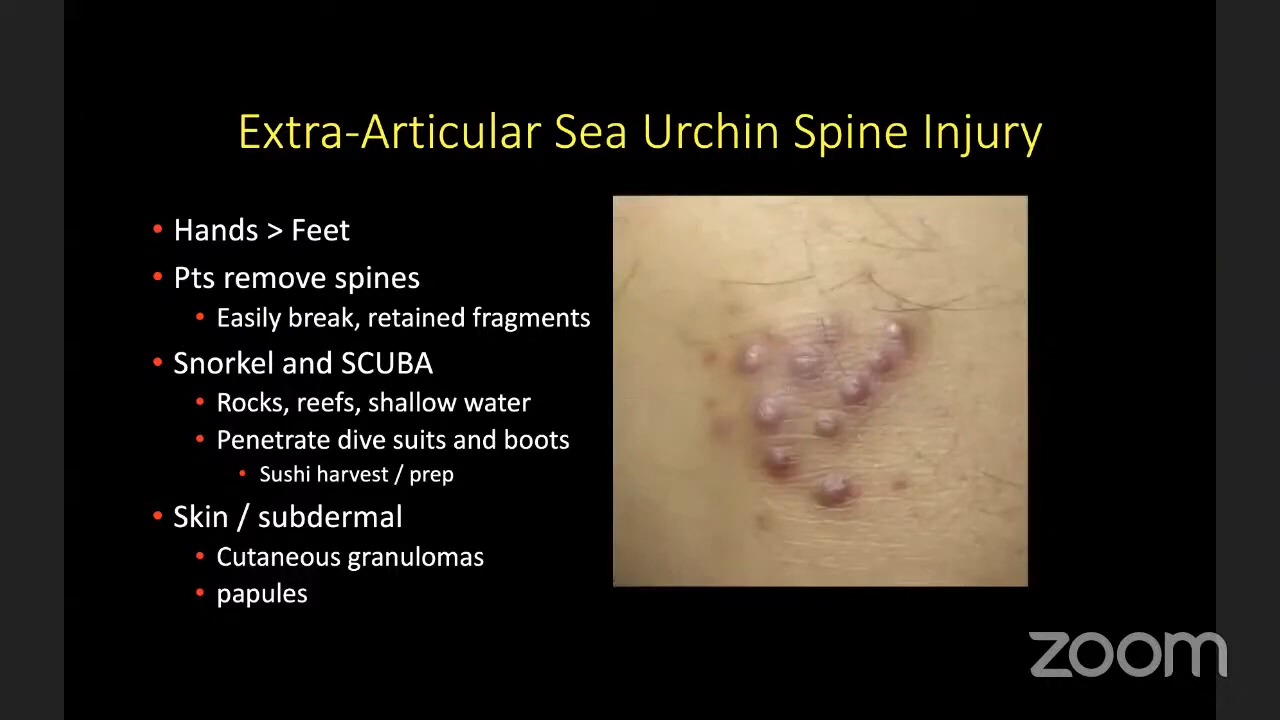 Extra-Articular Sea Urchin Spine Injury
• Hands > Feet
• Pts remove spines
• Easily break, retained fragments
• Snorkel and SCUBA
• Rocks, reefs, shallow water
• Penetrate dive suits and boots
• Sushi harvest / prep
• Skin / subdermal
• Cutaneous granulomas
• papules
zoom